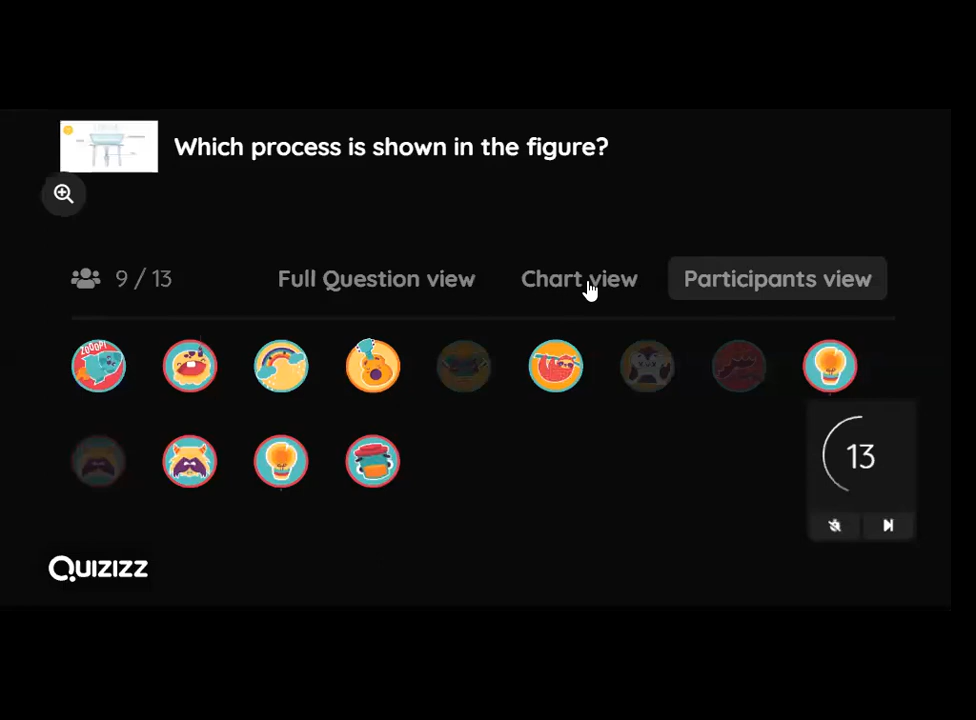 Which process is shown in the figure?
9 / 13
Full Question view
Chart view
Participants view
ZOOOP!
13
QUIZIZZ